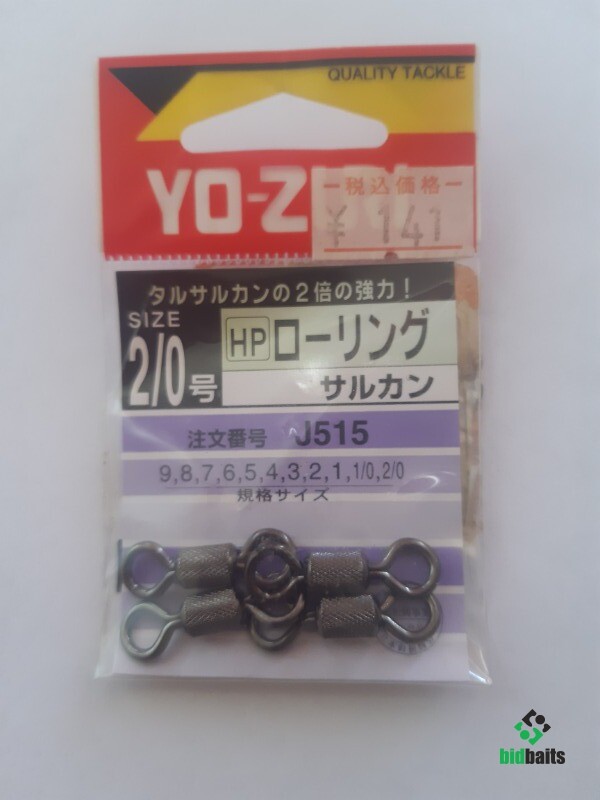 QUALITY TACKLE
YO-Z
税込価格
¥ 141
タルサルカンの2倍の強力!
SIZE
2/0号
HP ローリング
サルカン
注文番号 J515
9,8,7,6,5,4,3,2,1,1/0,2/0
規格サイズ
bidbaits